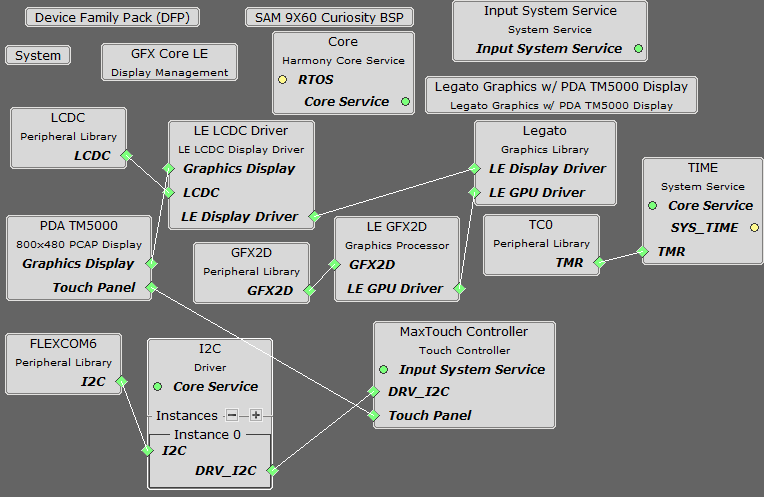 Device Family Pack (DFP)
SAM 9X60 Curiosity BSP
Input System Service
System Service
Input System Service
System
GFX Core LE
Display Management
Core
Harmony Core Service
RTOS
Core Service
Legato Graphics w/ PDA TM5000 Display
Legato Graphics w/ PDA TM5000 Display
LCDC
Peripheral Library
LCDC
LE LCDC Driver
LE LCDC Display Driver
Graphics Display
LCDC
LE Display Driver
Legato
Graphics Library
LE Display Driver
LE GPU Driver
TIME
System Service
Core Service
SYS_TIME
TMR
PDA TM5000
800x480 PCAP Display
Graphics Display
Touch Panel
GFX2D
Peripheral Library
GFX2D
LE GFX2D
Graphics Processor
GFX2D
LE GPU Driver
TC0
Peripheral Library
TMR
FLEXCOM6
Peripheral Library
I2C
I2C
Driver
Core Service
Instances
Instance 0
I2C
DRV_I2C
MaxTouch Controller
Touch Controller
Input System Service
DRV_I2C
Touch Panel